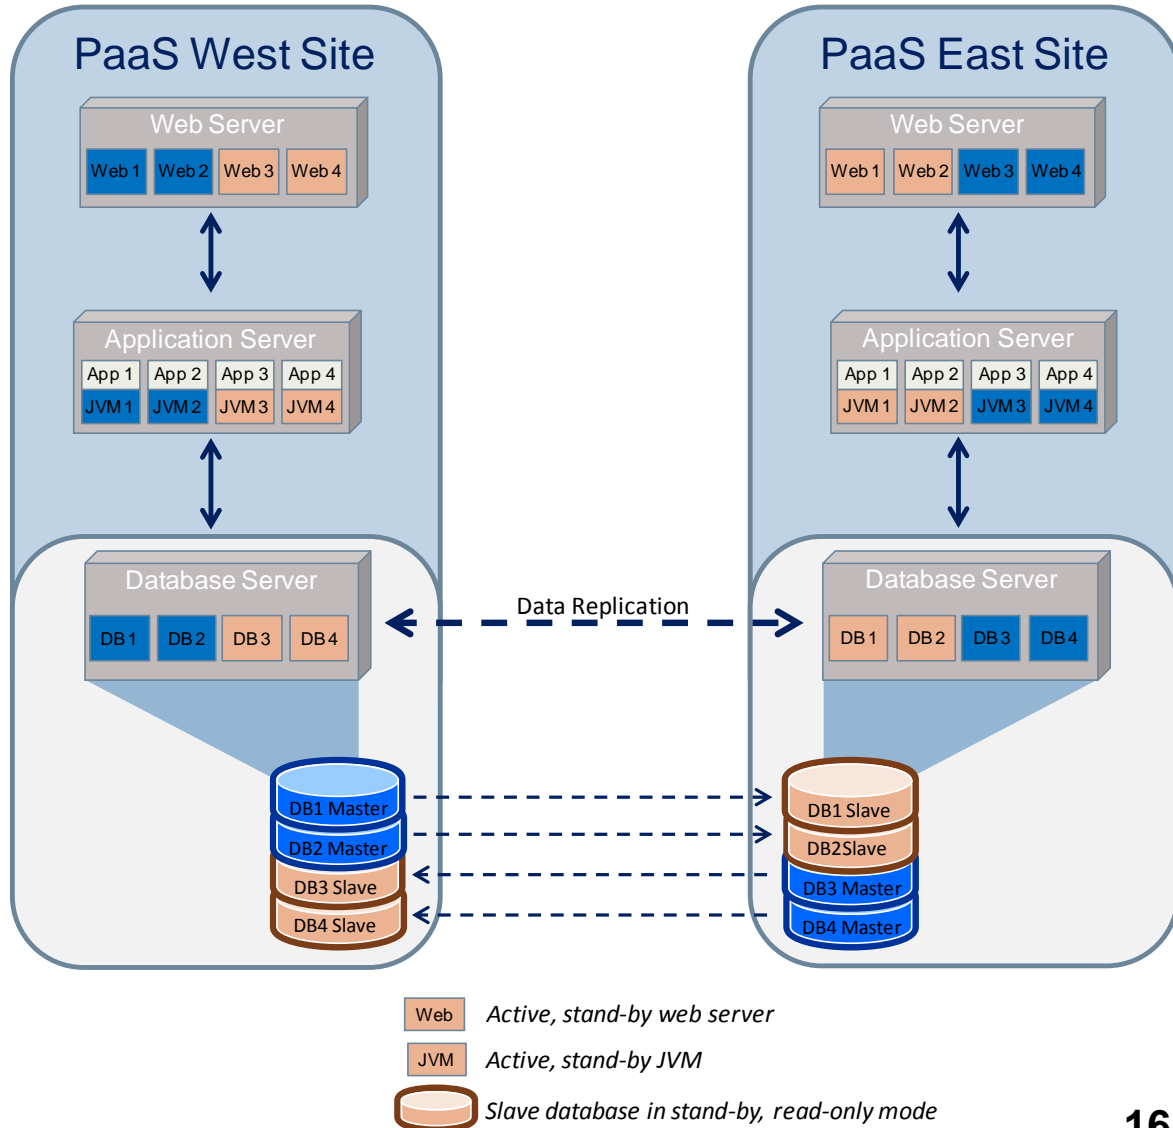 PaaS West Site
Web Server
Web 1 Web 2 Web 3 Web 4
Application Server
App 1 App 2 App 3 App 4
JVM 1 JVM 2 JVM 3 JVM 4
Database Server
DB 1 DB 2 DB 3 DB 4
DB1 Master
DB2 Master
DB3 Slave
DB4 Slave
Data Replication
PaaS East Site
Web Server
Web 1 Web 2 Web 3 Web 4
Application Server
App 1 App 2 App 3 App 4
JVM 1 JVM 2 JVM 3 JVM 4
Database Server
DB 1 DB 2 DB 3 DB 4
DB1 Slave
DB2Slave
DB3 Master
DB4 Master
Web Active, stand-by web server
JVM Active, stand-by JVM
Slave database in stand-by, read-only mode
16